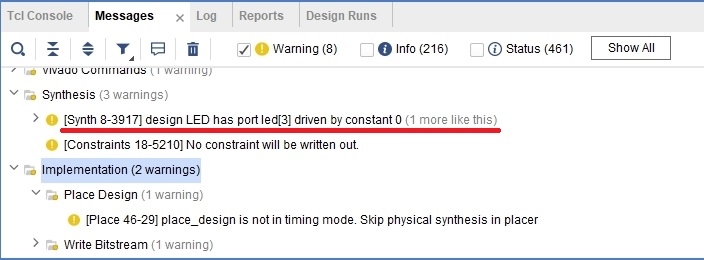 Tcl Console Messages Log Reports Design Runs
Warning (8) Info (216) Status (461) Show All
Vivado Commands (1 warning)
Synthesis (3 warnings)
[Synth 8-3917] design LED has port led[3] driven by constant 0 (1 more like this)
[Constraints 18-5210] No constraint will be written out.
Implementation (2 warnings)
Place Design (1 warning)
[Place 46-29] place_design is not in timing mode. Skip physical synthesis in placer
Write Bitstream (1 warning)